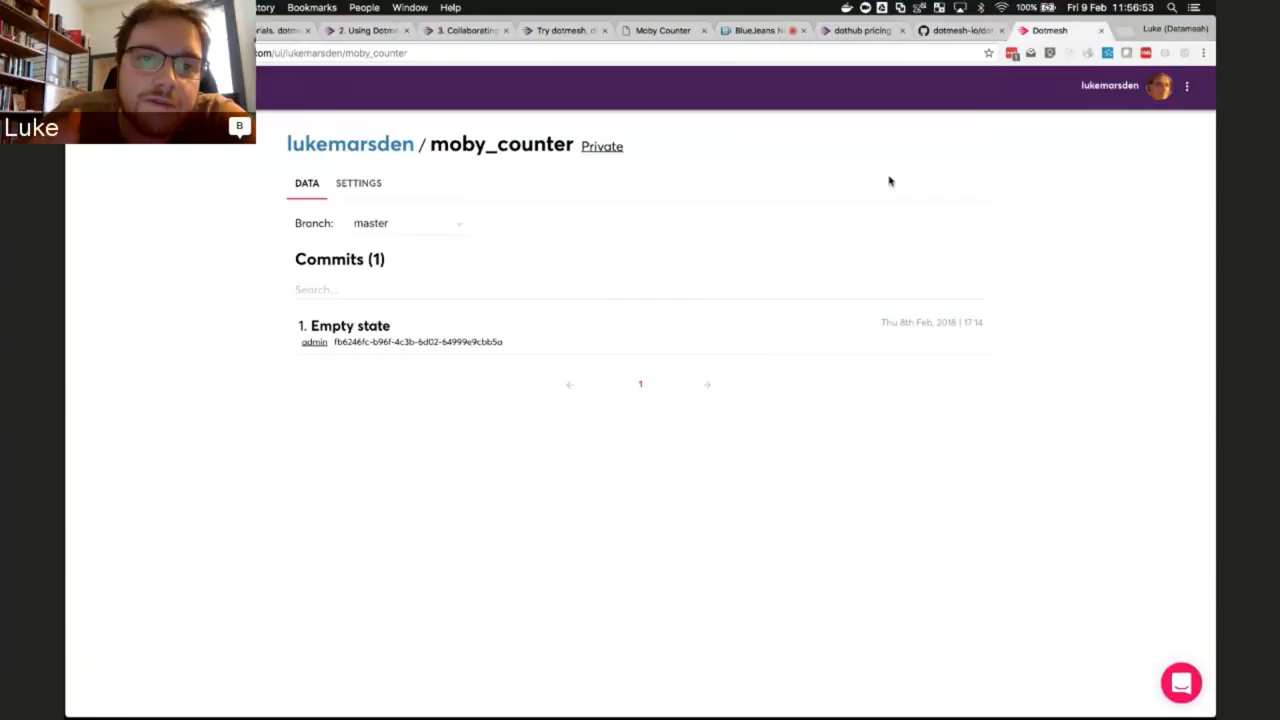 Bookmarks People Window Help
100% Fri 9 Feb 11:56:53
2. Using Dotm
3. Collaborating
Try dotmesh, d
Moby Counter
BlueJeans N
dothub pricing
dotmesh-io/dot
Dotmesh
Luke (Datamesh)
com/ui/lukemarsden/moby_counter
lukemarsden
Luke
B
lukemarsden / moby_counter Private
DATA SETTINGS
Branch: master
Commits (1)
Search...
1. Empty state
Thu 8th Feb, 2018 | 17:14
admin fb6246fc-b96f-4c3b-6d02-64999e9cbb5a
← 1 →